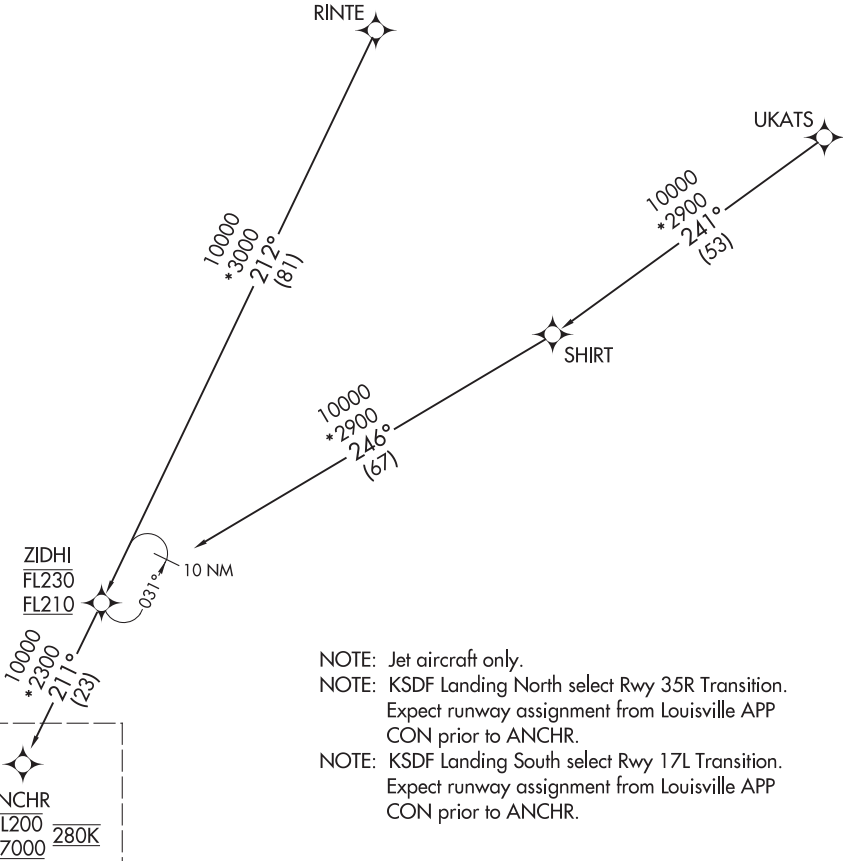 RINTE
UKATS
10000
*2900
241°
(53)
10000
*3000
212°
(81)
SHIRT
10000
*2900
246°
(67)
ZIDHI
FL230
FL210
10 NM
031°
10000
*2300
211°
(23)
NOTE: Jet aircraft only.
NOTE: KSDF Landing North select Rwy 35R Transition.
Expect runway assignment from Louisville APP
CON prior to ANCHR.
NOTE: KSDF Landing South select Rwy 17L Transition.
Expect runway assignment from Louisville APP
CON prior to ANCHR.
NCHR
L200
280K
7000